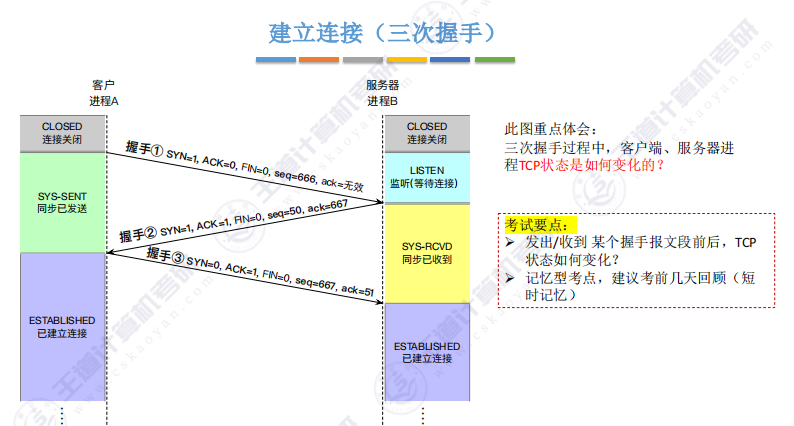 建立连接（三次握手）
客户
进程A
服务器
进程B
CLOSED
连接关闭
CLOSED
连接关闭
握手① SYN=1, ACK=0, FIN=0, seq=666, ack=无效
LISTEN
监听(等待连接)
SYS-SENT
同步已发送
握手② SYN=1, ACK=1, FIN=0, seq=50, ack=667
SYS-RCVD
同步已收到
握手③ SYN=0, ACK=1, FIN=0, seq=667, ack=51
ESTABLISHED
已建立连接
ESTABLISHED
已建立连接
此图重点体会：
三次握手过程中，客户端、服务器进
程TCP状态是如何变化的？
考试要点：
➢ 发出/收到 某个握手报文段前后，TCP
状态如何变化？
➢ 记忆型考点，建议考前几天回顾（短
时记忆）
王道计算机考研
www.cskaoyan.com